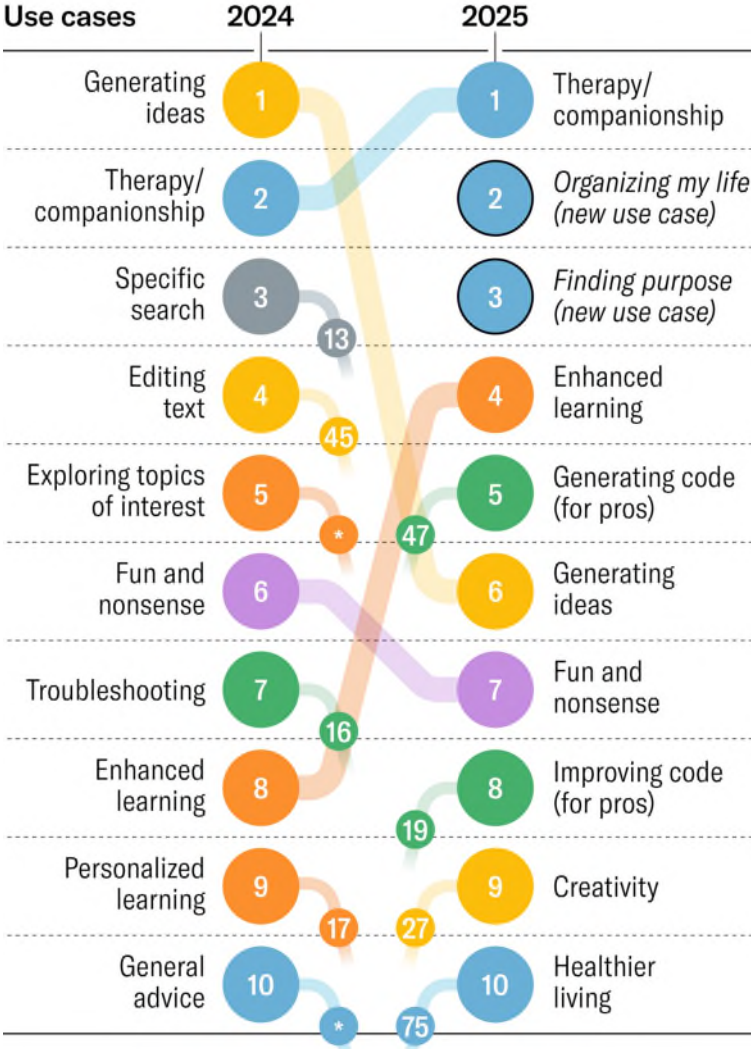 Use cases 2024 2025
Generating
ideas
1
1
Therapy/
companionship
Therapy/
companionship
2
2
Organizing my life
(new use case)
Specific
search
3
13
3
Finding purpose
(new use case)
Editing
text
4
45
4
Enhanced
learning
Exploring topics
of interest
5
*
47
5
Generating code
(for pros)
Fun and
nonsense
6
6
Generating
ideas
Troubleshooting
7
16
7
Fun and
nonsense
Enhanced
learning
8
19
8
Improving code
(for pros)
Personalized
learning
9
17
27
9
Creativity
General
advice
10
*
75
10
Healthier
living